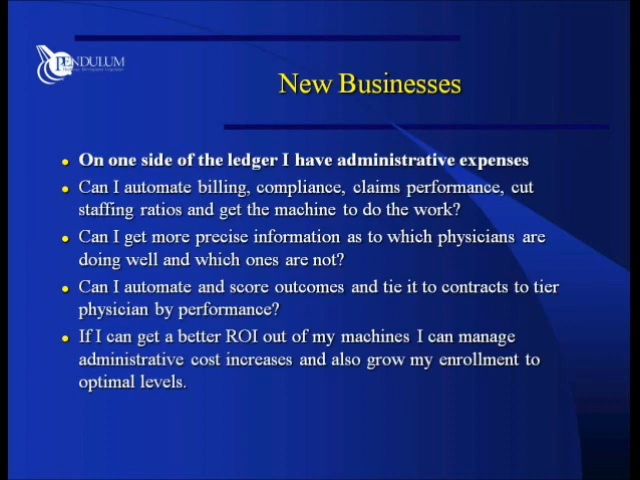 PENDULUM
New Businesses
On one side of the ledger I have administrative expenses
Can I automate billing, compliance, claims performance, cut
staffing ratios and get the machine to do the work?
Can I get more precise information as to which physicians are
doing well and which ones are not?
Can I automate and score outcomes and tie it to contracts to tier
physician by performance?
If I can get a better ROI out of my machines I can manage
administrative cost increases and also grow my enrollment to
optimal levels.